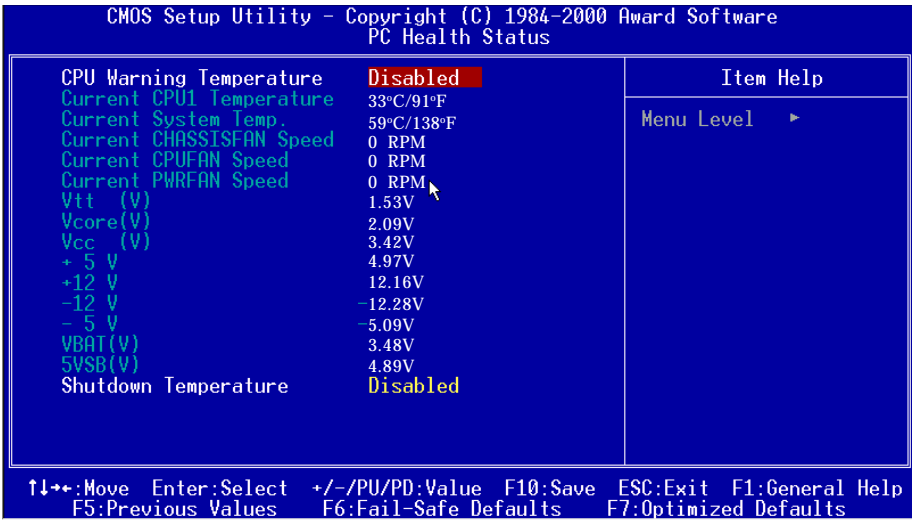 CMOS Setup Utility - Copyright (C) 1984-2000 Award Software
PC Health Status
CPU Warning Temperature Disabled
Current CPU1 Temperature 33°C/91°F
Current System Temp. 59°C/138°F
Current CHASSISFAN Speed 0 RPM
Current CPUFAN Speed 0 RPM
Current PWRFAN Speed 0 RPM
Vtt (V) 1.53V
Vcore(V) 2.09V
Vcc (V) 3.42V
+ 5 V 4.97V
+12 V 12.16V
-12 V -12.28V
- 5 V -5.09V
VBAT(V) 3.48V
5VSB(V) 4.89V
Shutdown Temperature Disabled
Item Help
Menu Level ►
↑↓→←:Move Enter:Select +/-/PU/PD:Value F10:Save ESC:Exit F1:General Help
F5:Previous Values F6:Fail-Safe Defaults F7:Optimized Defaults